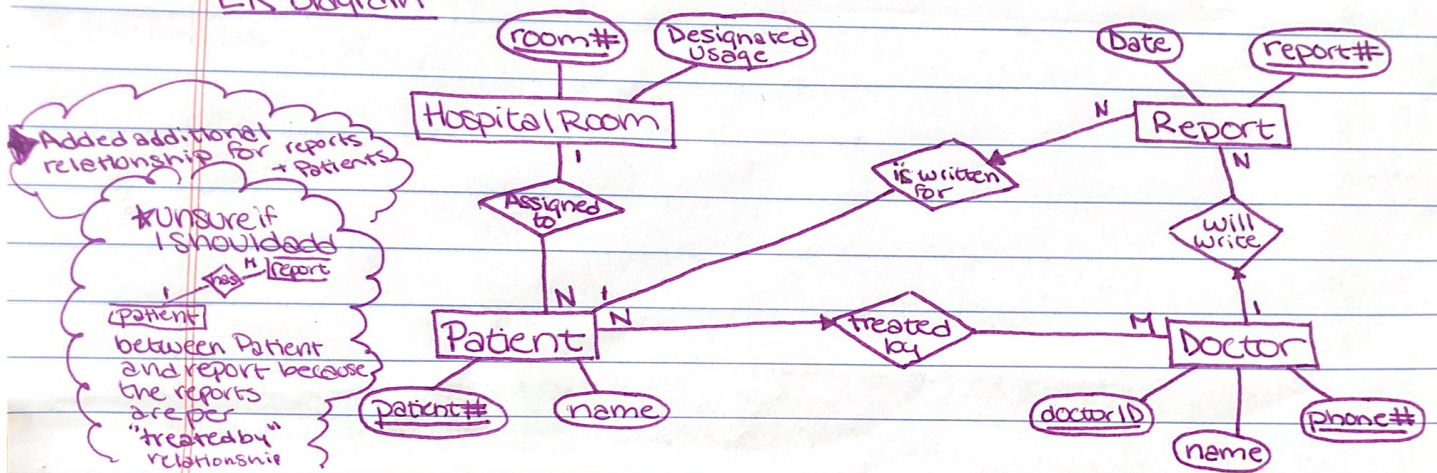 ER diagram
room#
Designated
Usage
Date
report#
Hospital Room
N
Report
Added additional
relationship for reports
+ Patients
1
is written
for
N
Assigned
to
will
write
*Unsure if
I should add
has
M
report
1
patient
N
1
N
treated
by
M
1
Patient
Doctor
between Patient
and report because
the reports
are per
"treated by"
relationship
patient#
name
doctorID
name
phone#